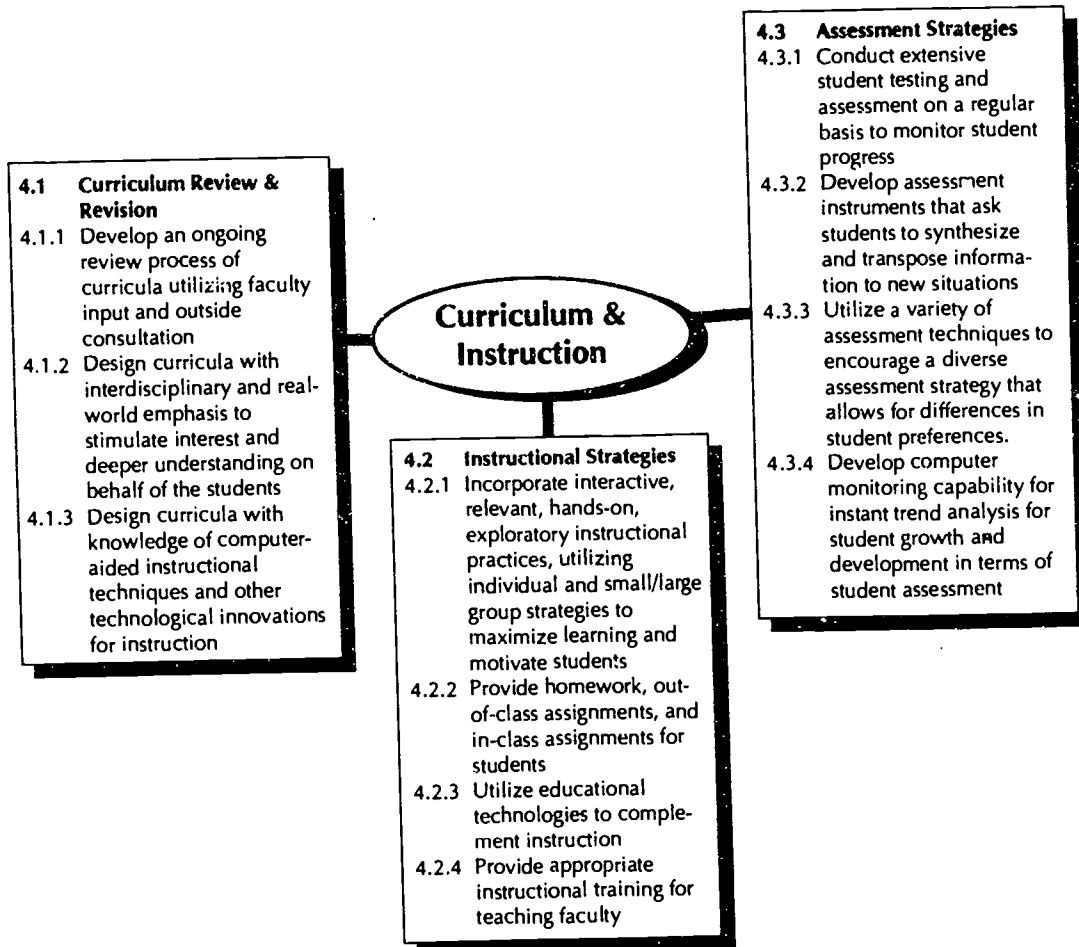 4.1 Curriculum Review &
Revision
4.1.1 Develop an ongoing
review process of
curricula utilizing faculty
input and outside
consultation
4.1.2 Design curricula with
interdisciplinary and real-
world emphasis to
stimulate interest and
deeper understanding on
behalf of the students
4.1.3 Design curricula with
knowledge of computer-
aided instructional
techniques and other
technological innovations
for instruction
Curriculum &
Instruction
4.2 Instructional Strategies
4.2.1 Incorporate interactive,
relevant, hands-on,
exploratory instructional
practices, utilizing
individual and small/large
group strategies to
maximize learning and
motivate students
4.2.2 Provide homework, out-
of-class assignments, and
in-class assignments for
students
4.2.3 Utilize educational
technologies to comple-
ment instruction
4.2.4 Provide appropriate
instructional training for
teaching faculty
4.3 Assessment Strategies
4.3.1 Conduct extensive
student testing and
assessment on a regular
basis to monitor student
progress
4.3.2 Develop assessment
instruments that ask
students to synthesize
and transpose informa-
tion to new situations
4.3.3 Utilize a variety of
assessment techniques to
encourage a diverse
assessment strategy that
allows for differences in
student preferences.
4.3.4 Develop computer
monitoring capability for
instant trend analysis for
student growth and
development in terms of
student assessment